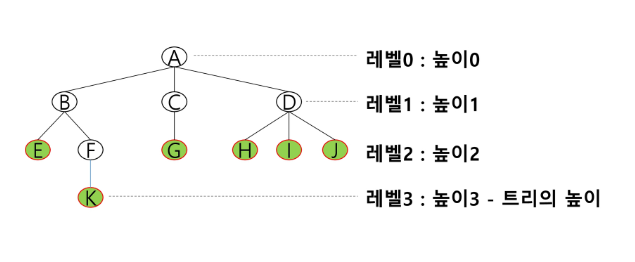 A
레벨0 : 높이0
B C D
레벨1 : 높이1
E F G H I J
레벨2 : 높이2
K
레벨3 : 높이3 - 트리의 높이